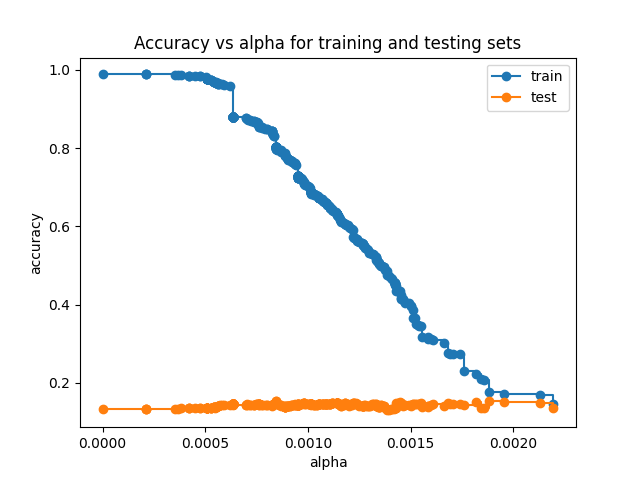 Accuracy vs alpha for training and testing sets
train
test
accuracy
1.0
0.8
0.6
0.4
0.2
0.0000
0.0005
0.0010
0.0015
0.0020
alpha